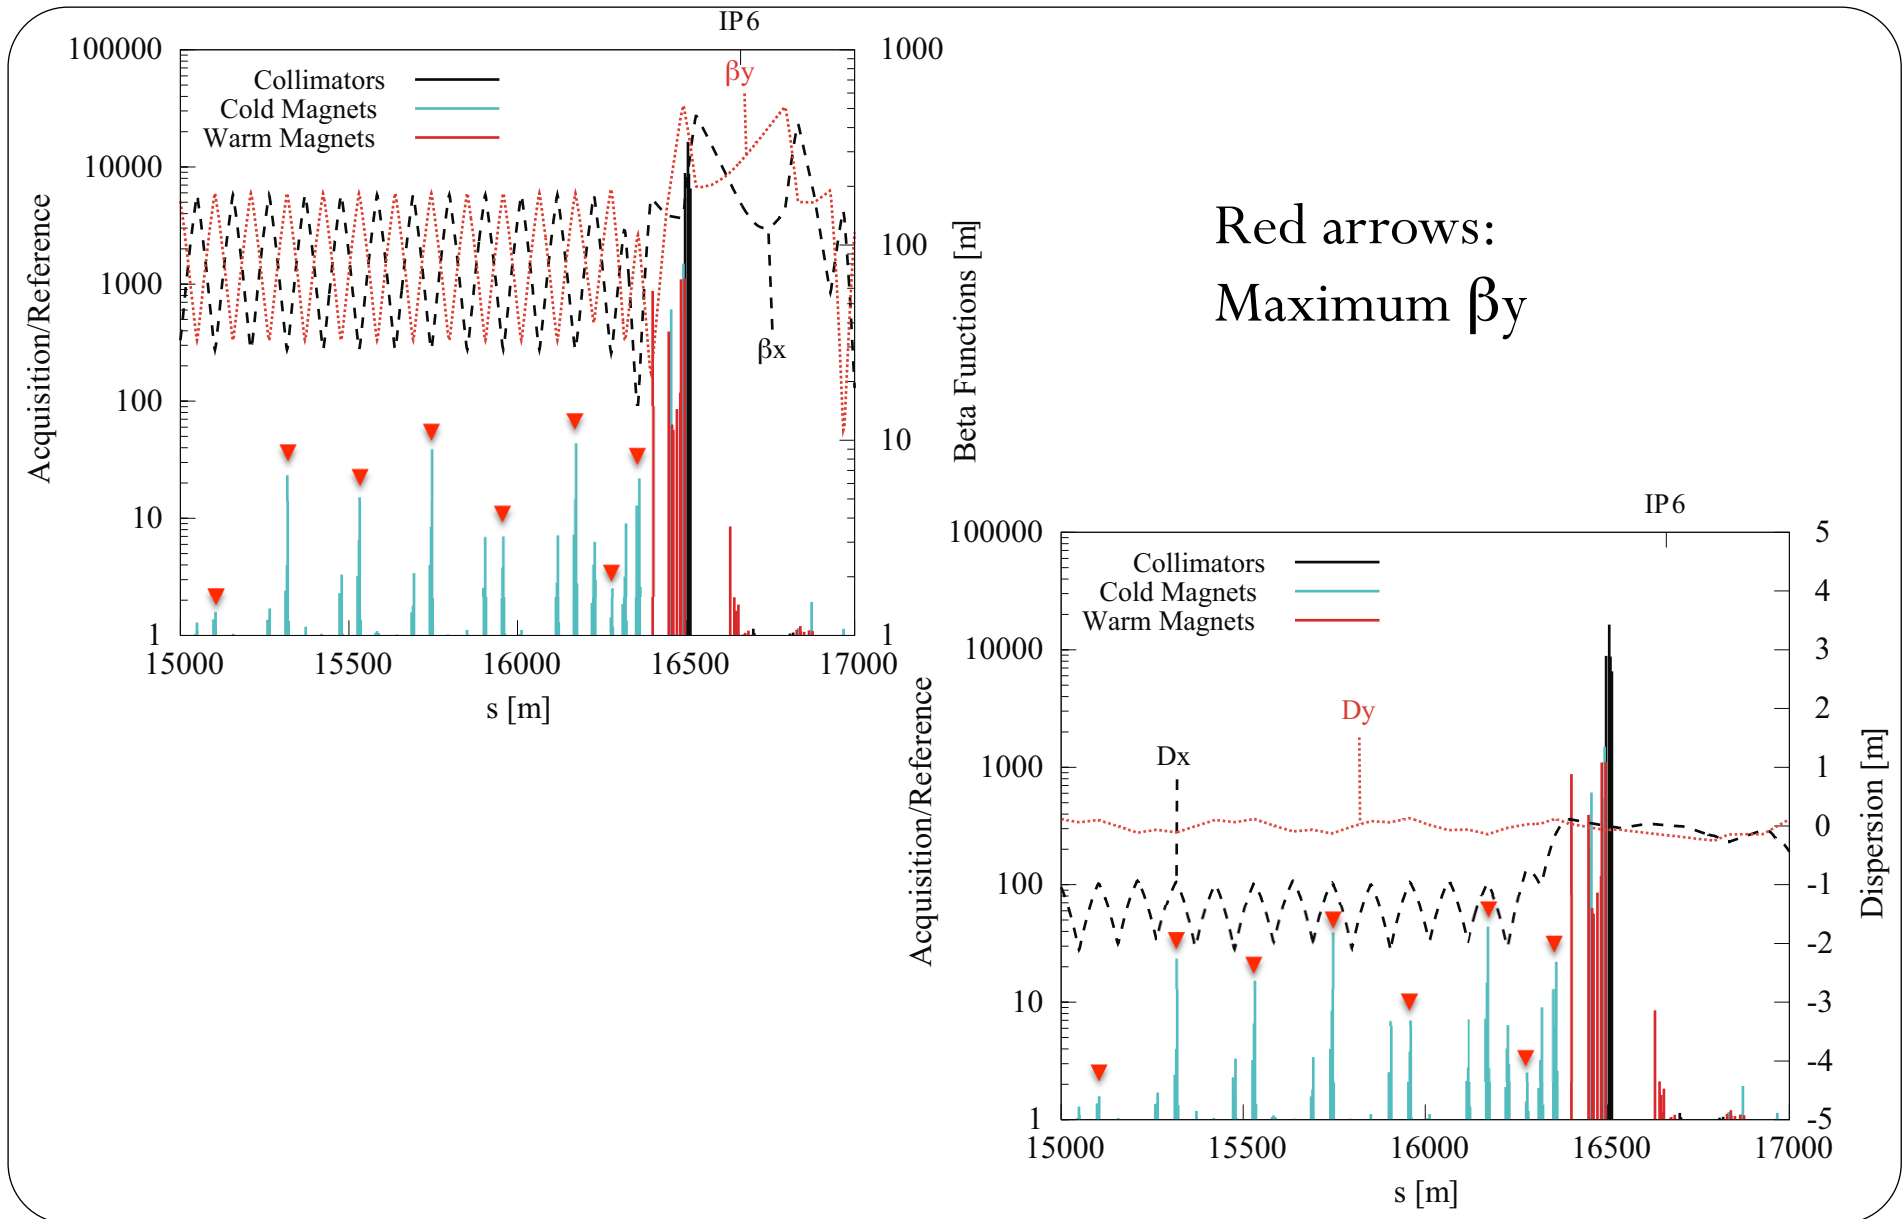 IP6
100000
10000
1000
100
10
1
Acquisition/Reference
Collimators
Cold Magnets
Warm Magnets
βy
βx
1000
100
10
1
Beta Functions [m]
15000 15500 16000 16500 17000
s [m]
Red arrows:
Maximum βy
IP6
100000
10000
1000
100
10
1
Acquisition/Reference
Collimators
Cold Magnets
Warm Magnets
Dx
Dy
5
4
3
2
1
0
-1
-2
-3
-4
-5
Dispersion [m]
15000 15500 16000 16500 17000
s [m]